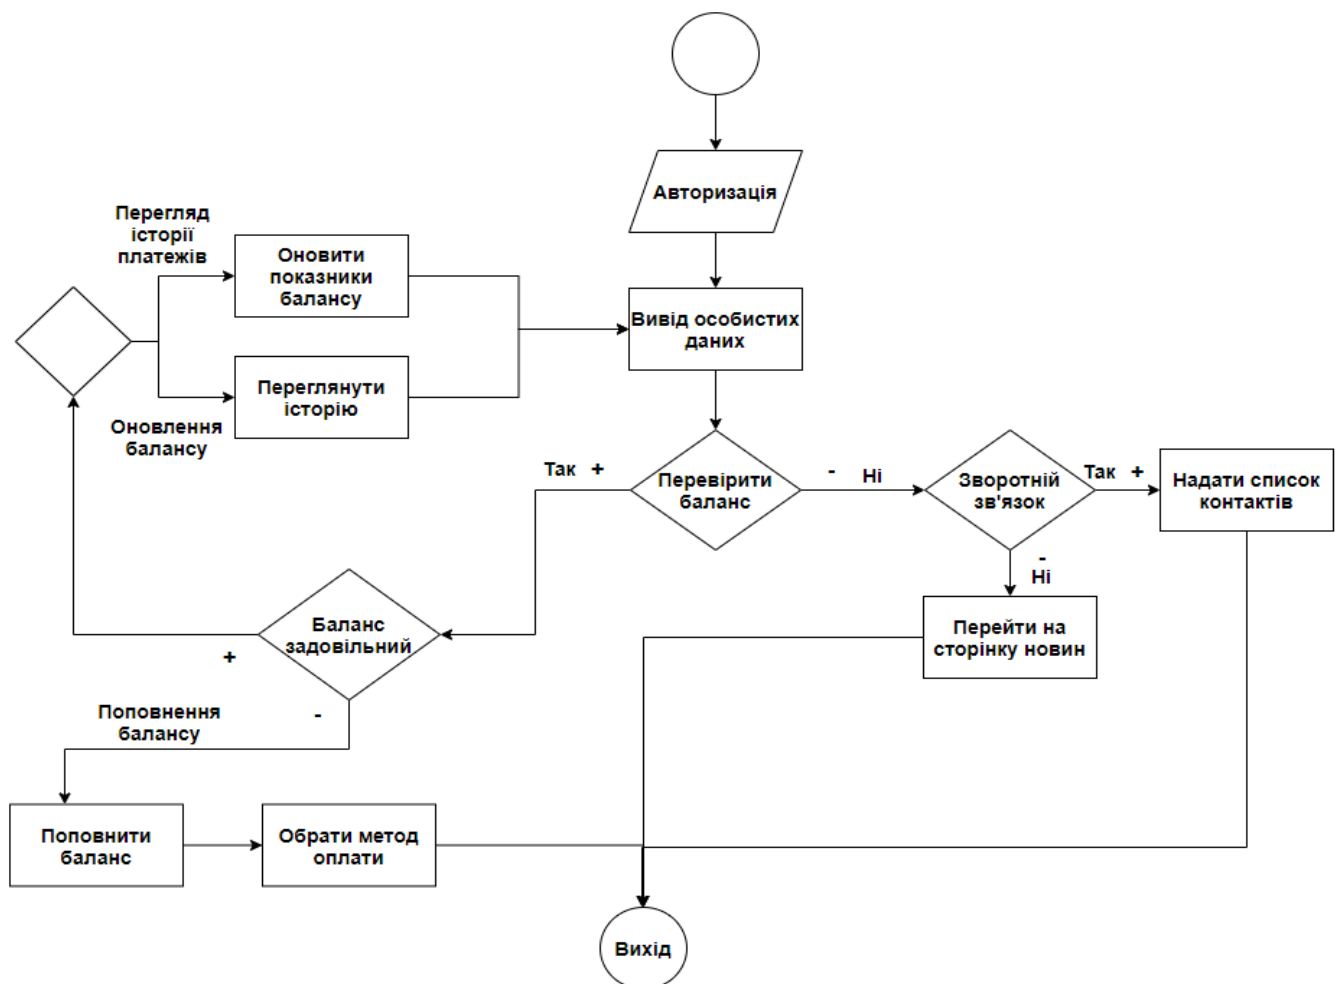 Авторизація
Перегляд
історії
платежів
Оновити
показники
балансу
Вивід особистих
даних
Переглянути
історію
Оновлення
балансу
Так +
Перевірити
баланс
- Ні
Зворотній
зв'язок
Так +
Надати список
контактів
-
Ні
Баланс
задовільний
+
-
Перейти на
сторінку новин
Поповнення
балансу
Поповнити
баланс
Обрати метод
оплати
Вихід